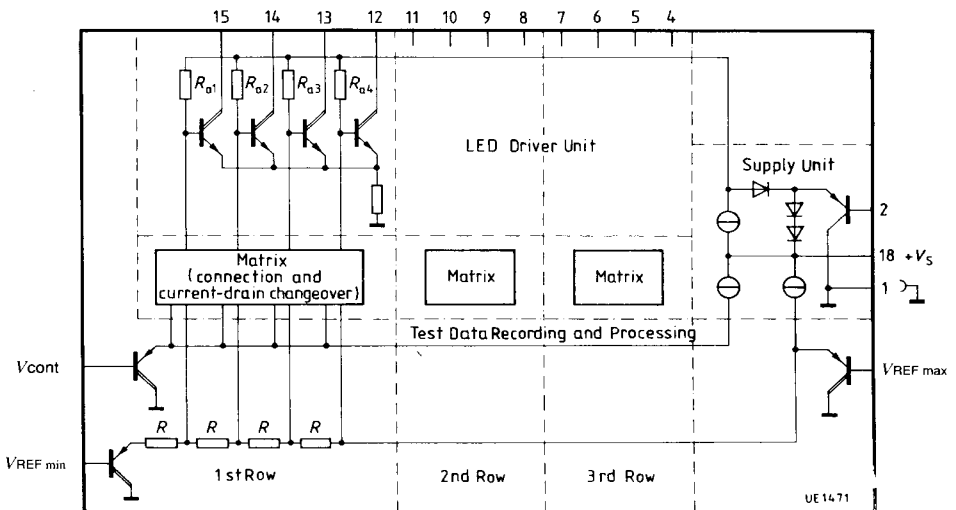 15 14 13 12 11 10 9 8 7 6 5 4
Ra1 Ra2 Ra3 Ra4
LED Driver Unit
Supply Unit
2
18 +VS
1
Matrix
(connection and
current-drain changeover)
Matrix
Matrix
Test Data Recording and Processing
Vcont
VREF max
R R R R
VREF min
1st Row
2nd Row
3rd Row
UE1471